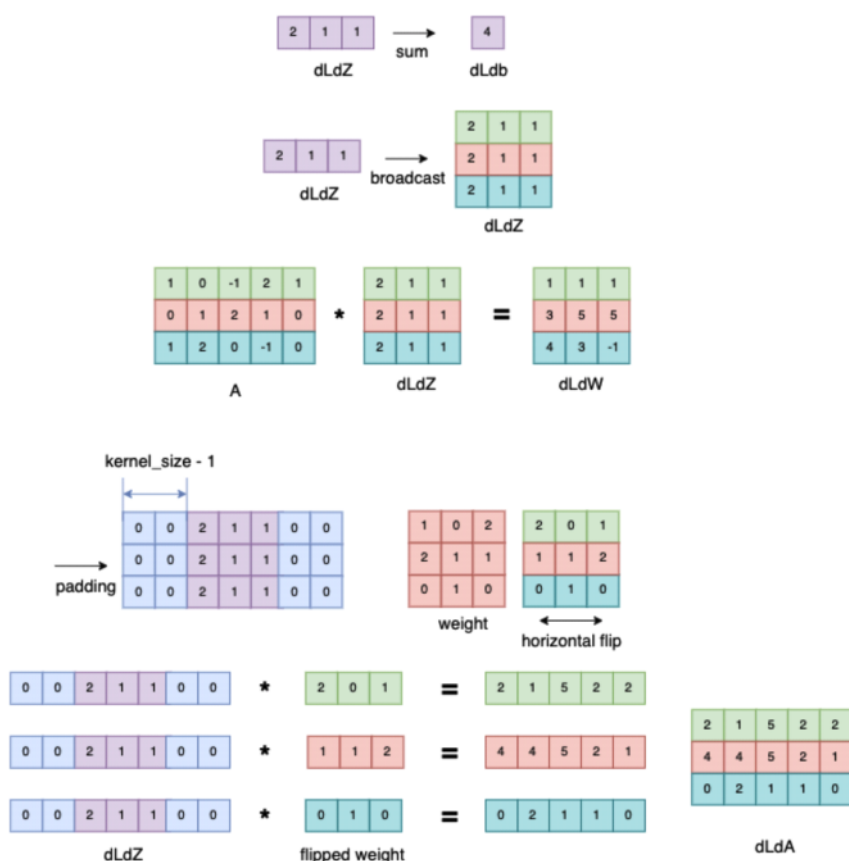 2 1 1 sum 4
dLdZ dLdb
2 1 1
2 1 1 broadcast 2 1 1
dLdZ 2 1 1
dLdZ
1 0 -1 2 1 2 1 1 1 1 1
0 1 2 1 0 * 2 1 1 = 3 5 5
1 2 0 -1 0 2 1 1 4 3 -1
A dLdZ dLdW
kernel_size - 1
0 0 2 1 1 0 0 1 0 2 2 0 1
0 0 2 1 1 0 0 2 1 1 1 1 2
padding 0 0 2 1 1 0 0 0 1 0 0 1 0
weight horizontal flip
0 0 2 1 1 0 0 * 2 0 1 = 2 1 5 2 2
2 1 5 2 2
0 0 2 1 1 0 0 * 1 1 2 = 4 4 5 2 1 4 4 5 2 1
0 2 1 1 0
0 0 2 1 1 0 0 * 0 1 0 = 0 2 1 1 0
dLdZ flipped weight dLdA